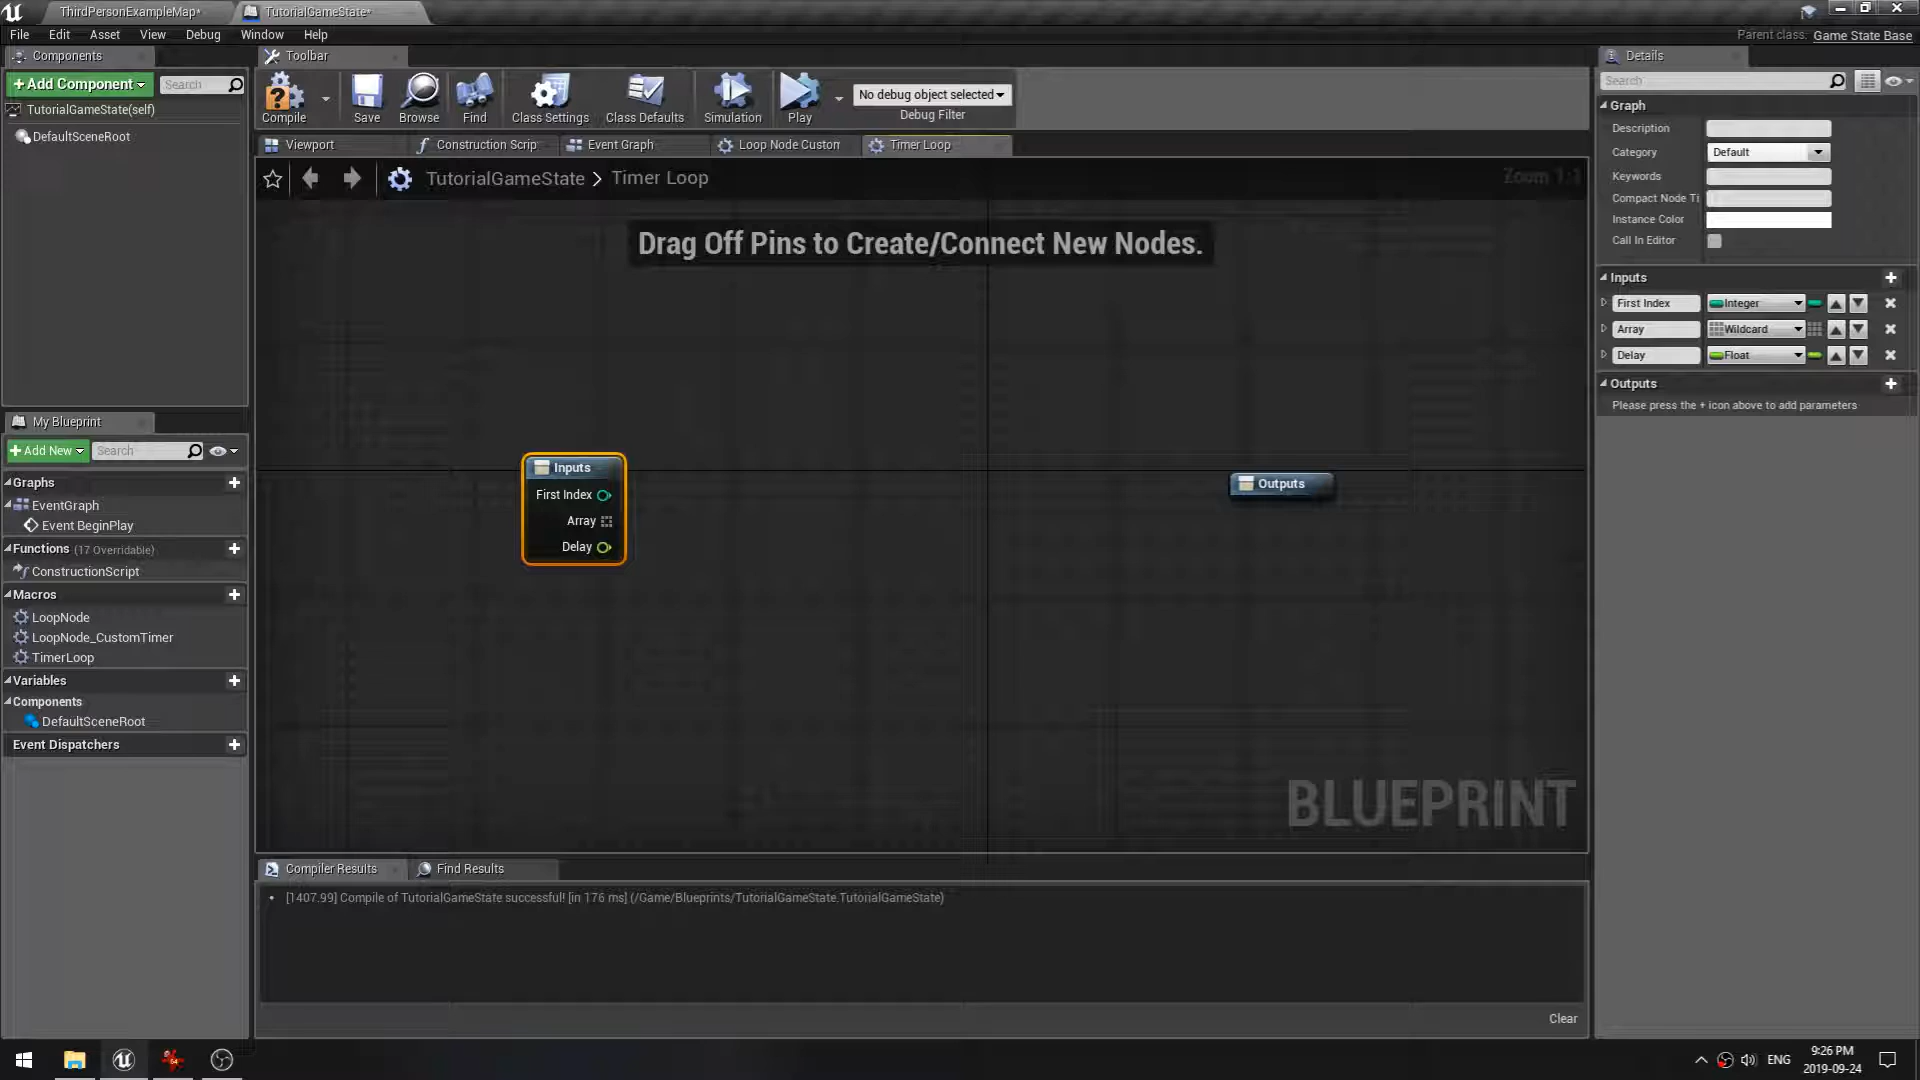 ThirdPersonExampleMap*
TutorialGameState*
File Edit Asset View Debug Window Help
Parent class: Game State Base
Components
Add Component
Search
TutorialGameState(self)
DefaultSceneRoot
Toolbar
Compile
Save
Browse
Find
Class Settings
Class Defaults
Simulation
Play
No debug object selected
Debug Filter
Viewport
Construction Scrip
Event Graph
Loop Node Custom
Timer Loop
TutorialGameState > Timer Loop
Zoom 1:1
Drag Off Pins to Create/Connect New Nodes.
Inputs
First Index
Array
Delay
Outputs
BLUEPRINT
My Blueprint
Add New
Search
Graphs
EventGraph
Event BeginPlay
Functions (17 Overridable)
ConstructionScript
Macros
LoopNode
LoopNode_CustomTimer
TimerLoop
Variables
Components
DefaultSceneRoot
Event Dispatchers
Compiler Results
Find Results
[1407.99] Compile of TutorialGameState successful! [in 176 ms] (/Game/Blueprints/TutorialGameState.TutorialGameState)
Clear
Details
Search
Graph
Description
Category Default
Keywords
Compact Node Ti
Instance Color
Call In Editor
Inputs
First Index Integer
Array Wildcard
Delay Float
Outputs
Please press the + icon above to add parameters
ENG
9:26 PM
2019-09-24